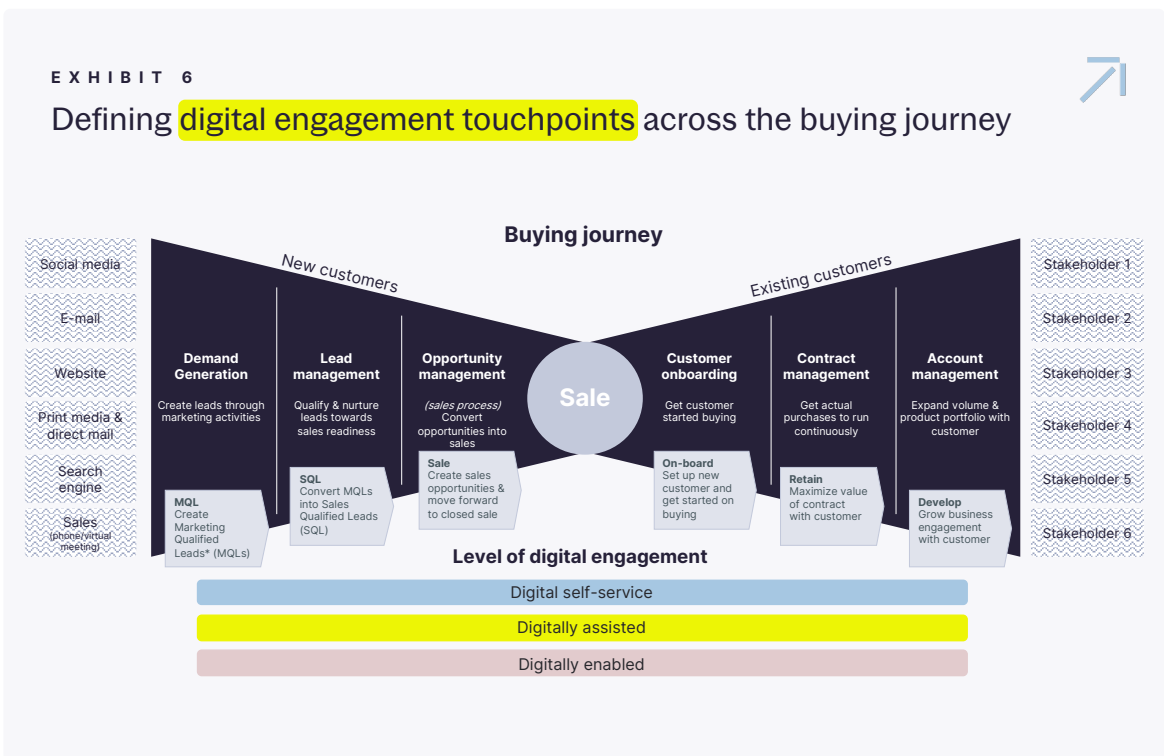 EXHIBIT 6
Defining digital engagement touchpoints across the buying journey
Buying journey
New customers
Existing customers
Social media
E-mail
Website
Print media &
direct mail
Search
engine
Sales
(phone/virtual
meeting)
Demand
Generation
Create leads through
marketing activities
MQL
Create
Marketing
Qualified
Leads* (MQLs)
Lead
management
Qualify & nurture
leads towards
sales readiness
SQL
Convert MQLs
into Sales
Qualified Leads
(SQL)
Opportunity
management
(sales process)
Convert
opportunities into
sales
Sale
Create sales
opportunities &
move forward
to closed sale
Sale
Customer
onboarding
Get customer
started buying
On-board
Set up new
customer and
get started on
buying
Contract
management
Get actual
purchases to run
continuously
Retain
Maximize value
of contract
with customer
Account
management
Expand volume &
product portfolio with
customer
Develop
Grow business
engagement
with customer
Stakeholder 1
Stakeholder 2
Stakeholder 3
Stakeholder 4
Stakeholder 5
Stakeholder 6
Level of digital engagement
Digital self-service
Digitally assisted
Digitally enabled